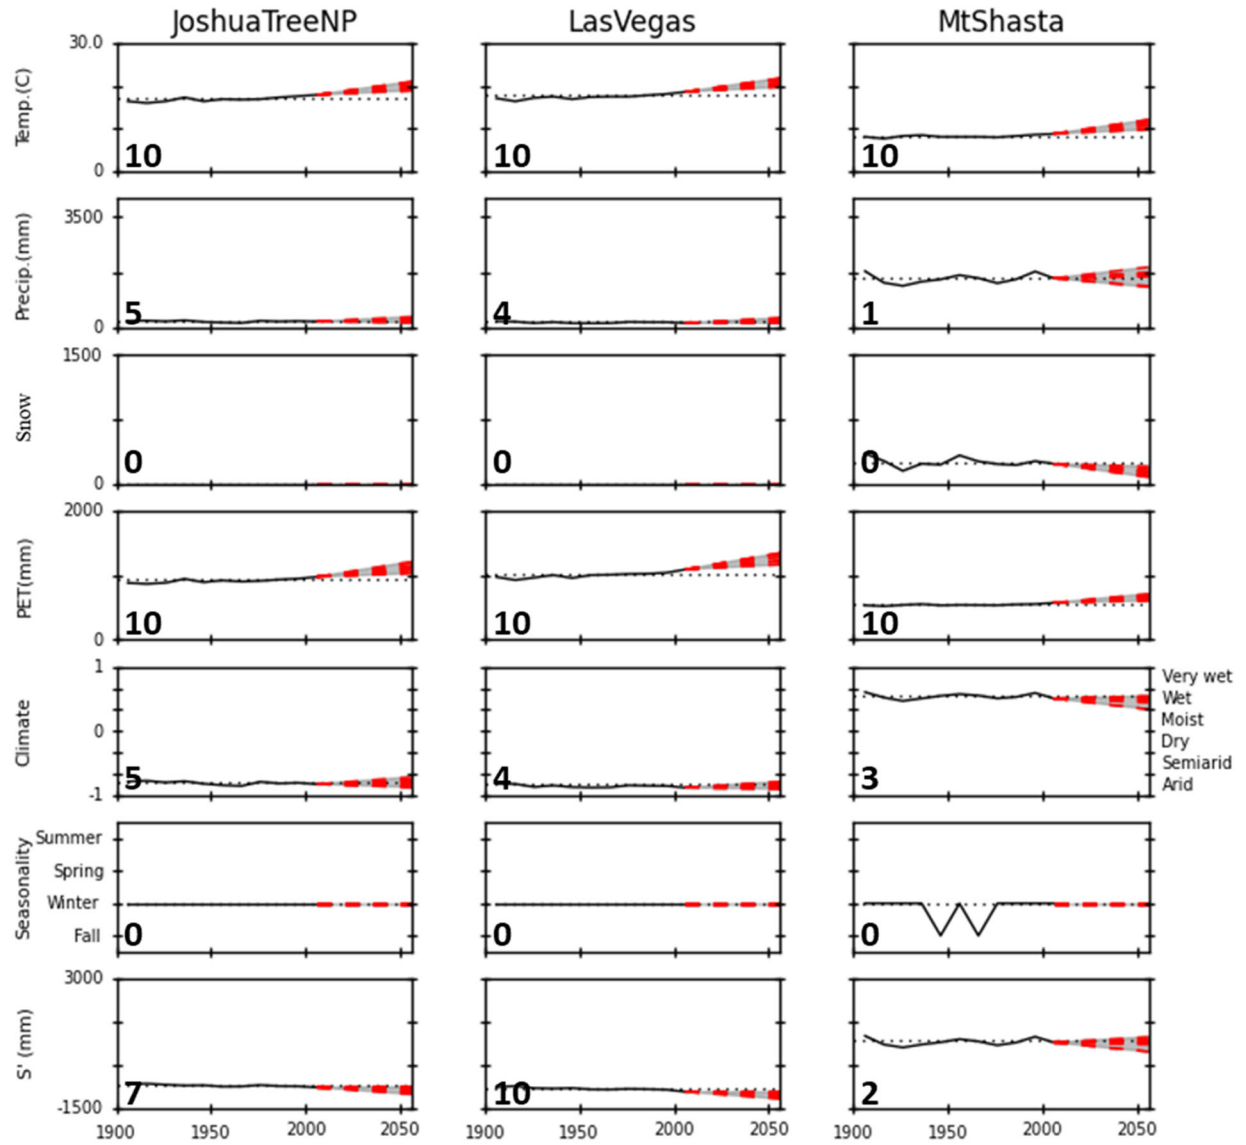 JoshuaTreeNP LasVegas MtShasta
30.0
Temp.(C)
0
10 10 10
3500
Precip.(mm)
0
5 4 1
1500
Snow
0
0 0 0
2000
PET(mm)
0
10 10 10
1
Climate
0
-1
5 4 3
Very wet
Wet
Moist
Dry
Semiarid
Arid
Seasonality
Summer
Spring
Winter
Fall
0 0 0
3000
S' (mm)
-1500
7 10 2
1900 1950 2000 2050 1900 1950 2000 2050 1900 1950 2000 2050